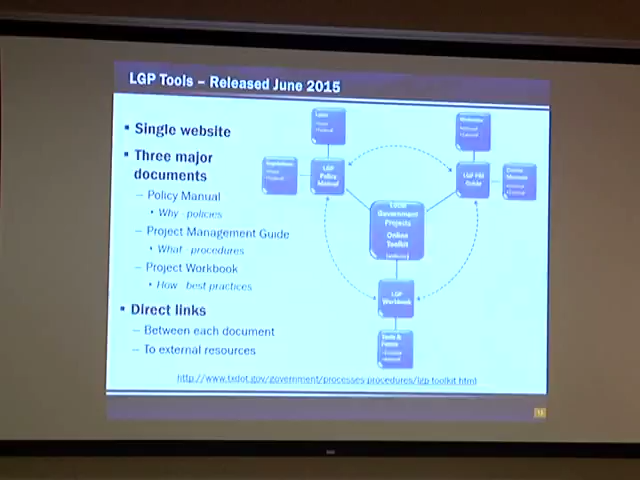 LGP Tools – Released June 2015
▪ Single website
▪ Three major
documents
– Policy Manual
• Why policies
– Project Management Guide
• What procedures
– Project Workbook
• How best practices
▪ Direct links
– Between each document
– To external resources
LGP
Policy
Manual
LGP PM
Guide
Local
Government
Projects
Online
Toolkit
LGP
Workbook
Tools &
Forms
http://www.txdot.gov/government/processes-procedures/lgp-toolkit.html